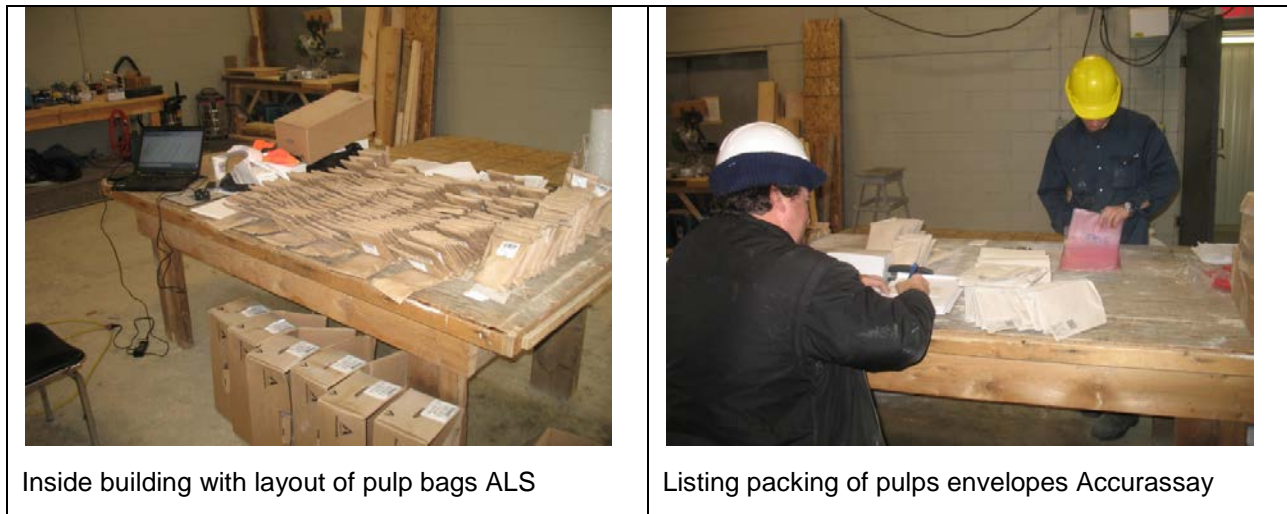 Inside building with layout of pulp bags ALS
Listing packing of pulps envelopes Accurassay